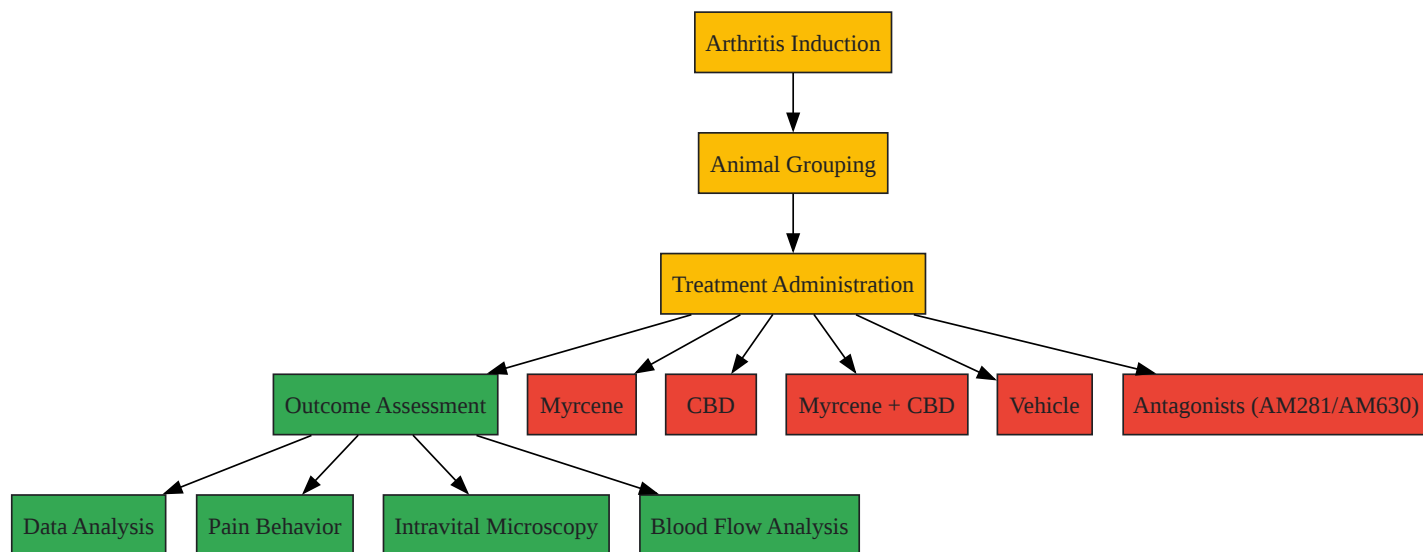 Arthritis Induction
Animal Grouping
Treatment Administration
Outcome Assessment
Myrcene
CBD
Myrcene + CBD
Vehicle
Antagonists (AM281/AM630)
Data Analysis
Pain Behavior
Intravital Microscopy
Blood Flow Analysis